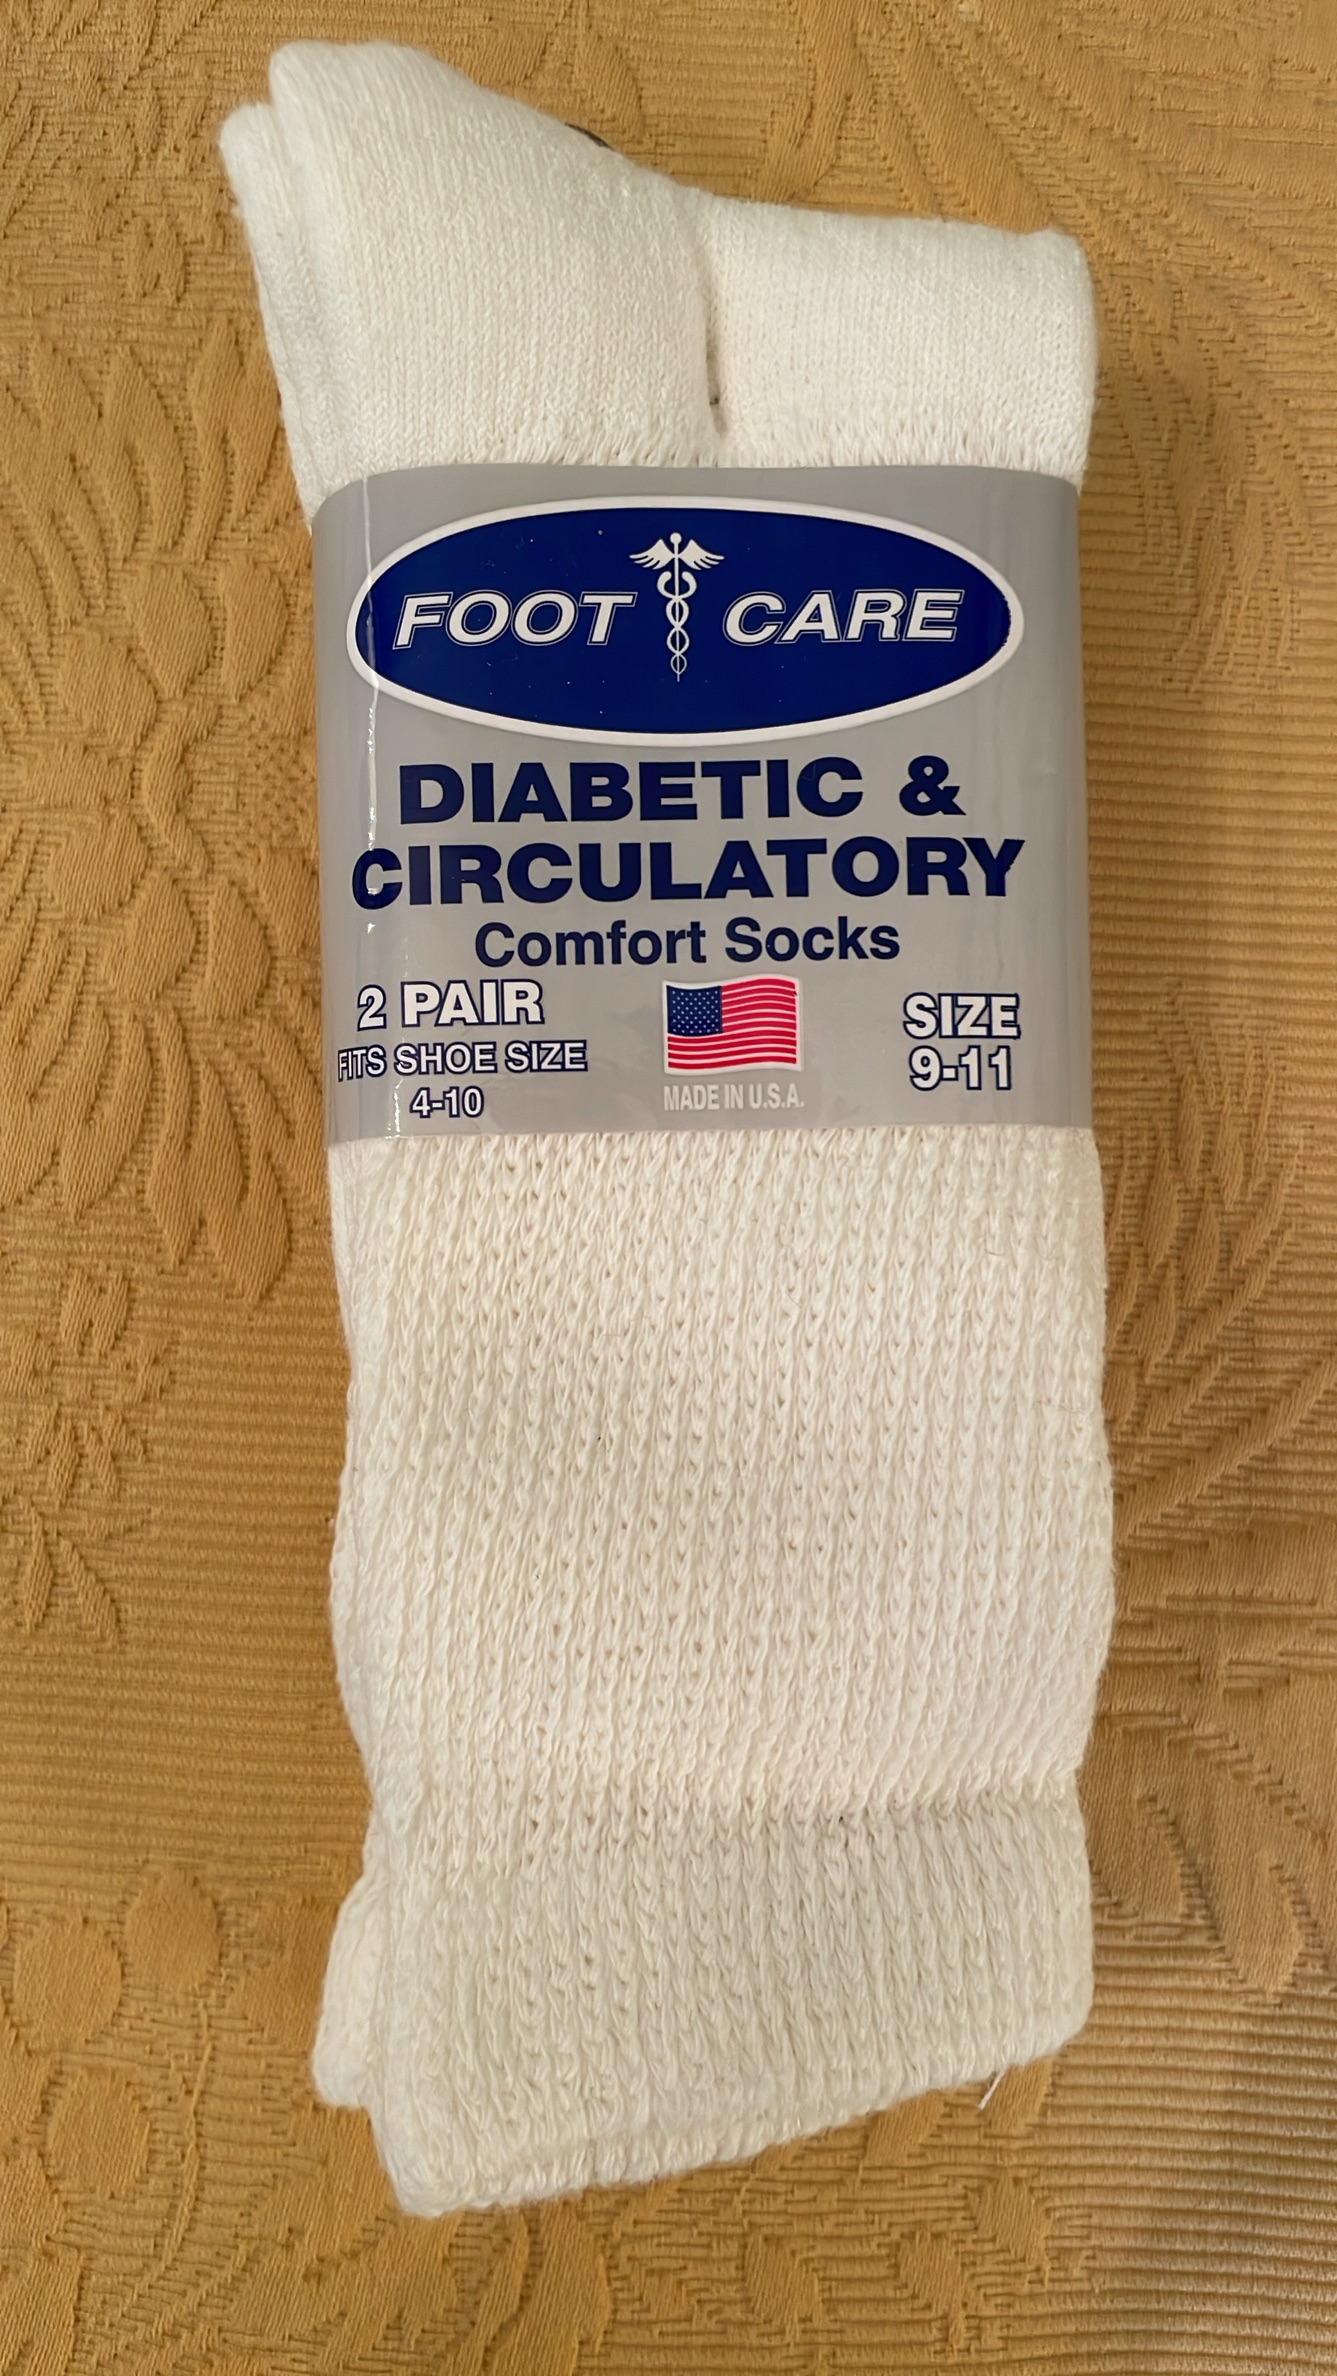 FOOT CARE
DIABETIC &
CIRCULATORY
Comfort Socks
2 PAIR
FITS SHOE SIZE
4-10
MADE IN U.S.A.
SIZE
9-11